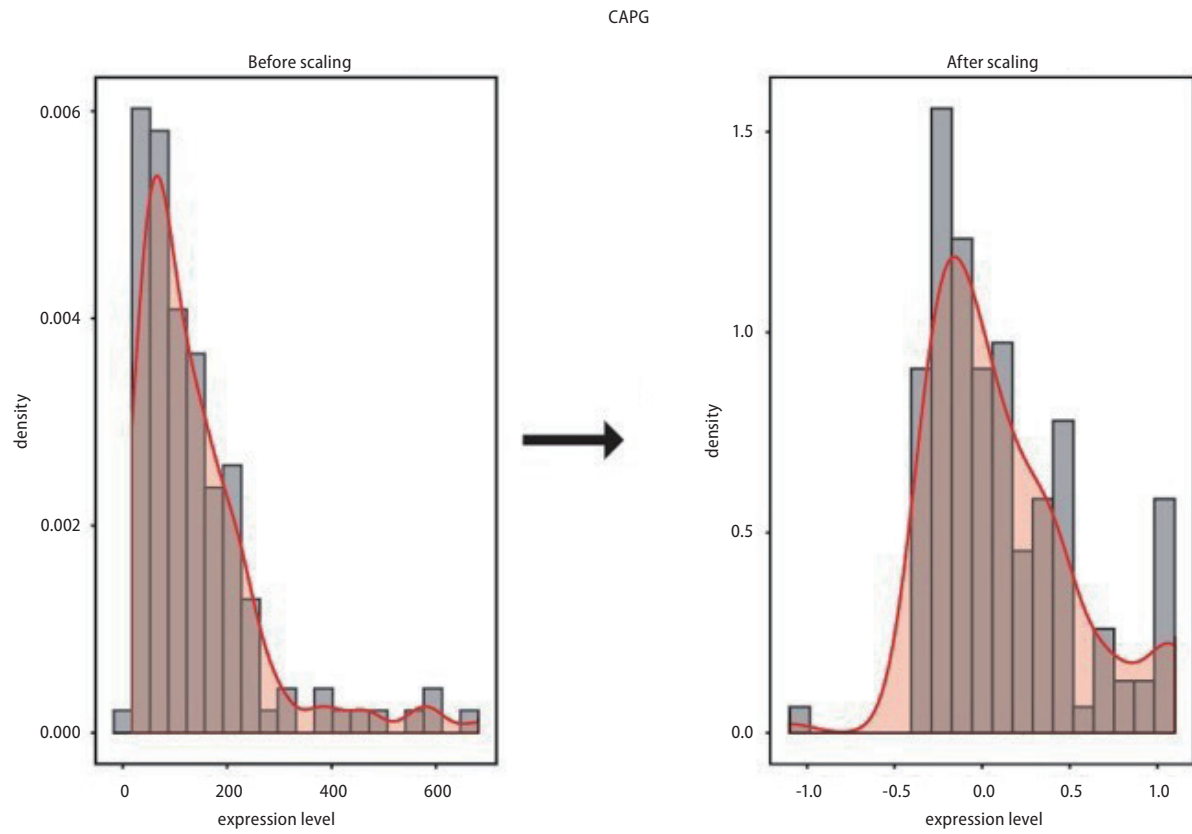 CAPG
Before scaling
After scaling
0.006
0.004
0.002
0.000
density
0
200
400
600
expression level
1.5
1.0
0.5
0.0
density
-1.0
-0.5
0.0
0.5
1.0
expression level